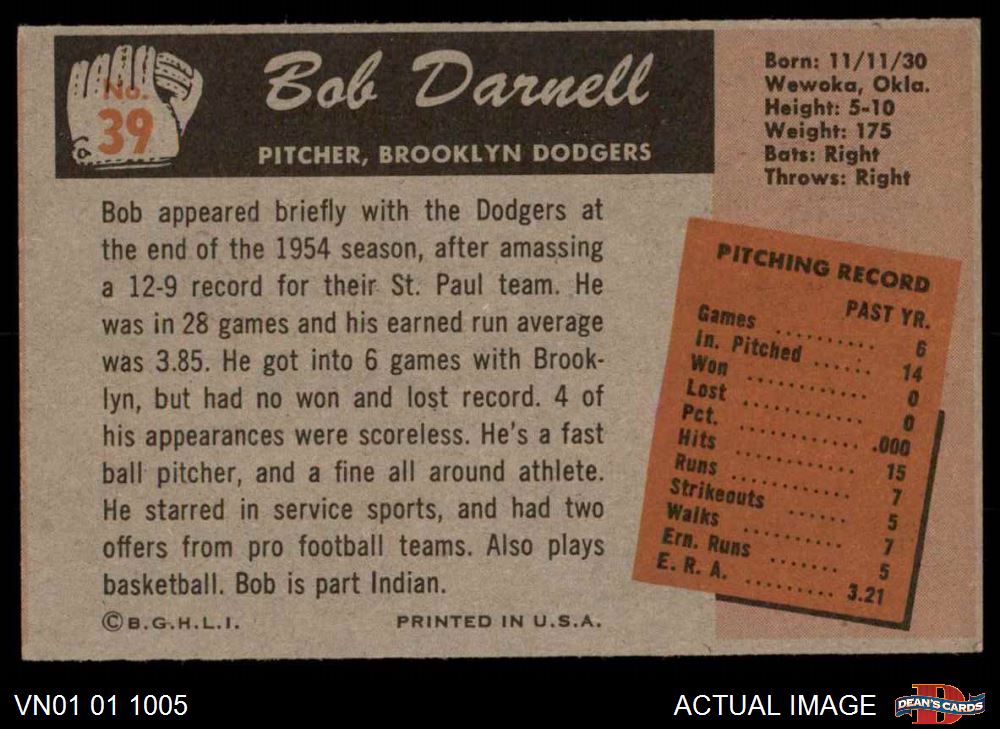 No.
39
Bob Darnell
PITCHER, BROOKLYN DODGERS
Born: 11/11/30
Wewoka, Okla.
Height: 5-10
Weight: 175
Bats: Right
Throws: Right
Bob appeared briefly with the Dodgers at
the end of the 1954 season, after amassing
a 12-9 record for their St. Paul team. He
was in 28 games and his earned run average
was 3.85. He got into 6 games with Brook-
lyn, but had no won and lost record. 4 of
his appearances were scoreless. He's a fast
ball pitcher, and a fine all around athlete.
He starred in service sports, and had two
offers from pro football teams. Also plays
basketball. Bob is part Indian.
© B.G.H.L.I. PRINTED IN U.S.A.
PITCHING RECORD
PAST YR.
Games ......... 6
In. Pitched ...... 14
Won ............ 0
Lost ............ 0
Pct. ............ .000
Hits ............ 15
Runs ............ 7
Strikeouts ...... 5
Walks .......... 7
Ern. Runs ....... 5
E. R. A. ......... 3.21
VN01 01 1005
ACTUAL IMAGE
DEAN'S CARDS